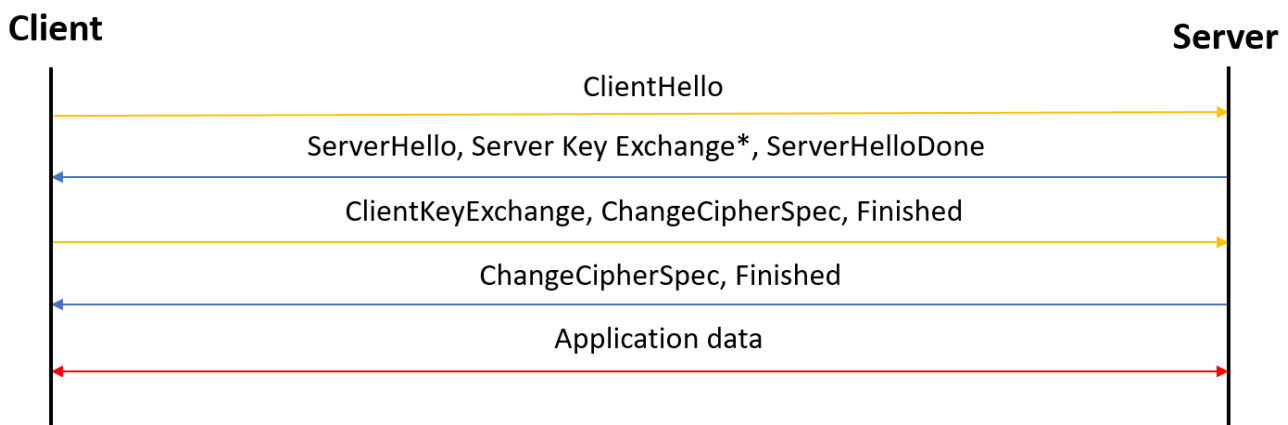 Client
Server
ClientHello
ServerHello, Server Key Exchange*, ServerHelloDone
ClientKeyExchange, ChangeCipherSpec, Finished
ChangeCipherSpec, Finished
Application data